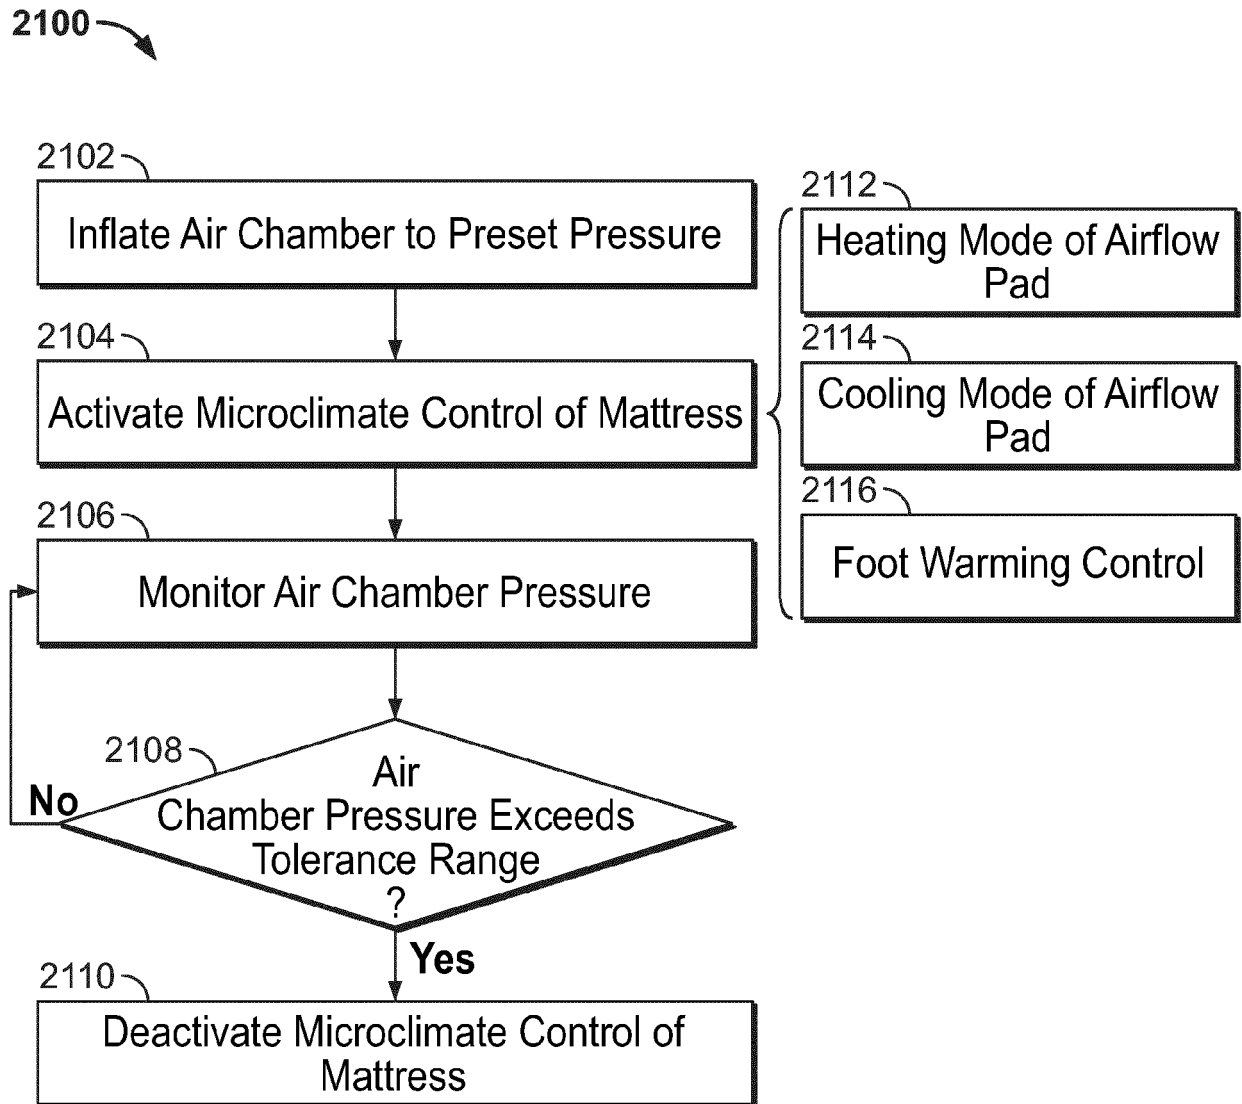 2100
2102
Inflate Air Chamber to Preset Pressure
2104
Activate Microclimate Control of Mattress
2106
Monitor Air Chamber Pressure
2108
Air
Chamber Pressure Exceeds
Tolerance Range
?
No
Yes
2110
Deactivate Microclimate Control of
Mattress
2112
Heating Mode of Airflow
Pad
2114
Cooling Mode of Airflow
Pad
2116
Foot Warming Control